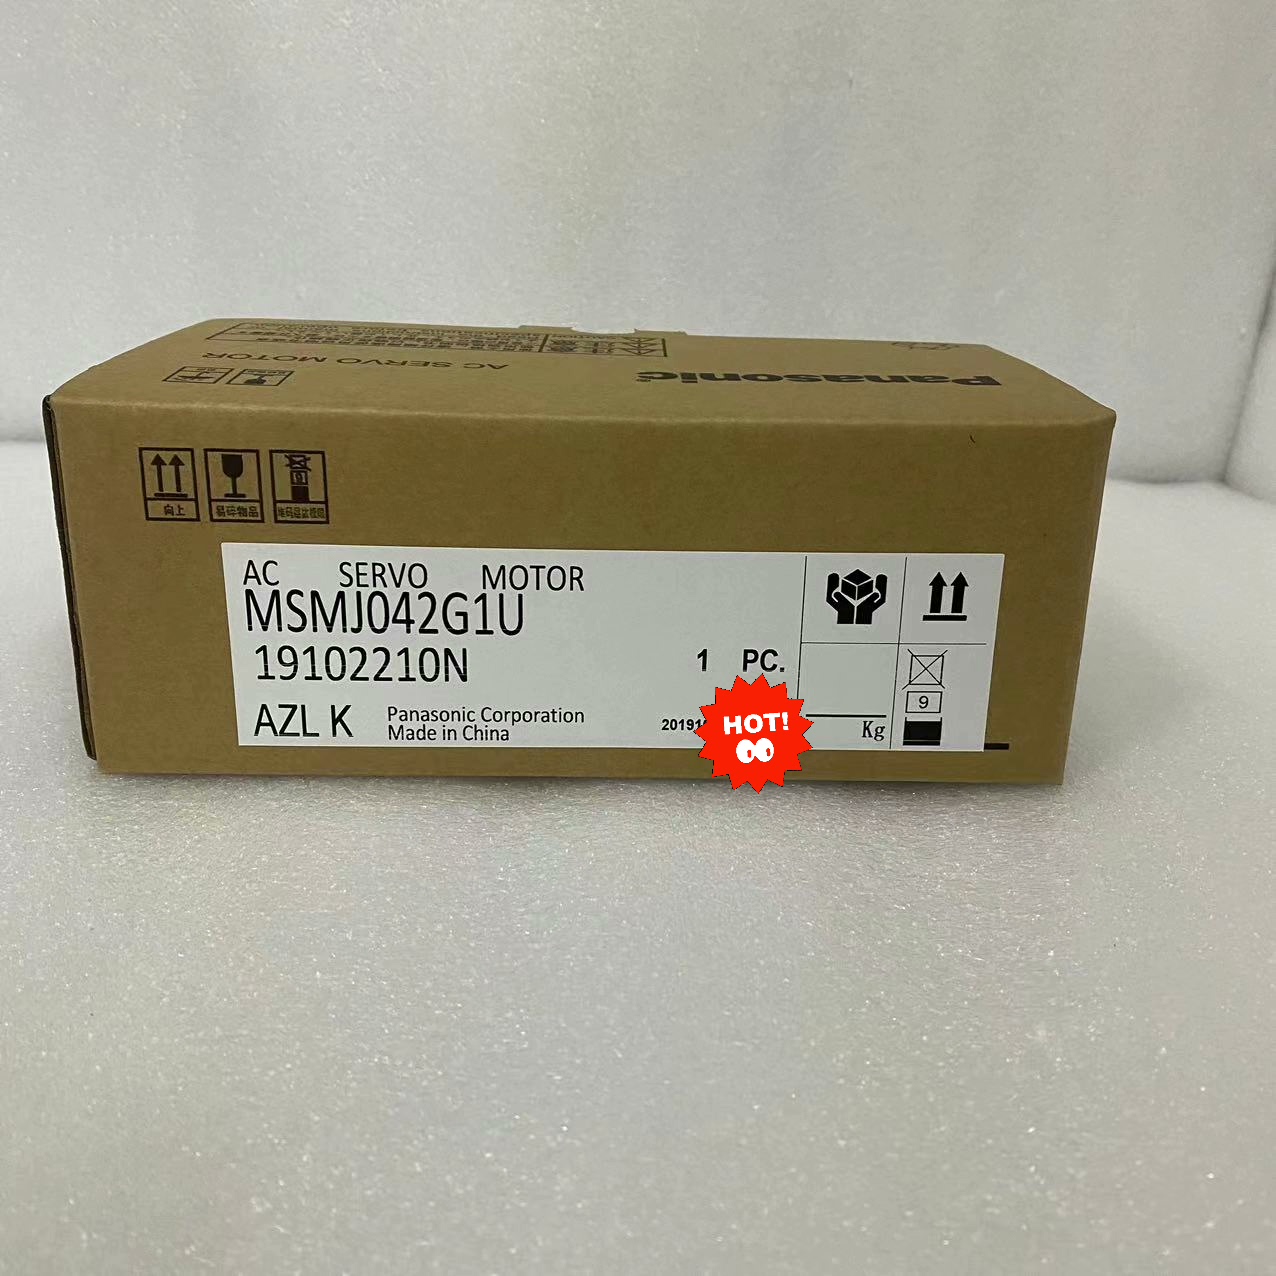 Panasonic
AC SERVO MOTOR
向上
易碎物品
AC SERVO MOTOR
MSMJ042G1U
19102210N
1 PC.
AZL K
Panasonic Corporation
Made in China
HOT!
Kg
9